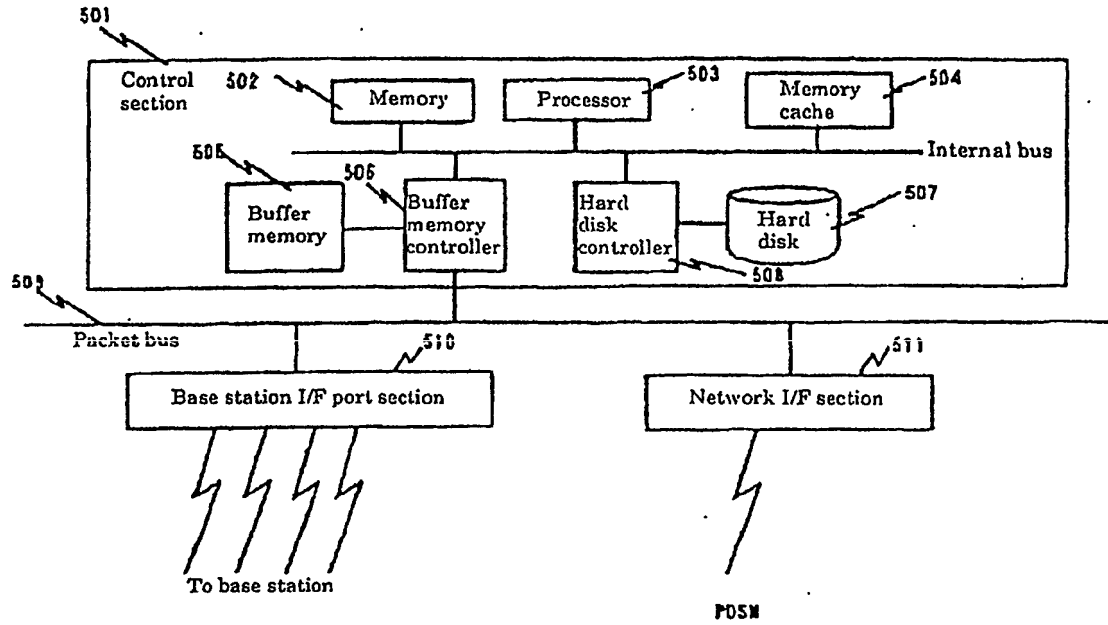 501
Control
section
502
Memory
503
Processor
504
Memory
cache
Internal bus
505
Buffer
memory
506
Buffer
memory
controller
Hard
disk
controller
507
Hard
disk
508
509
Packet bus
510
Base station I/F port section
511
Network I/F section
To base station
PDSN